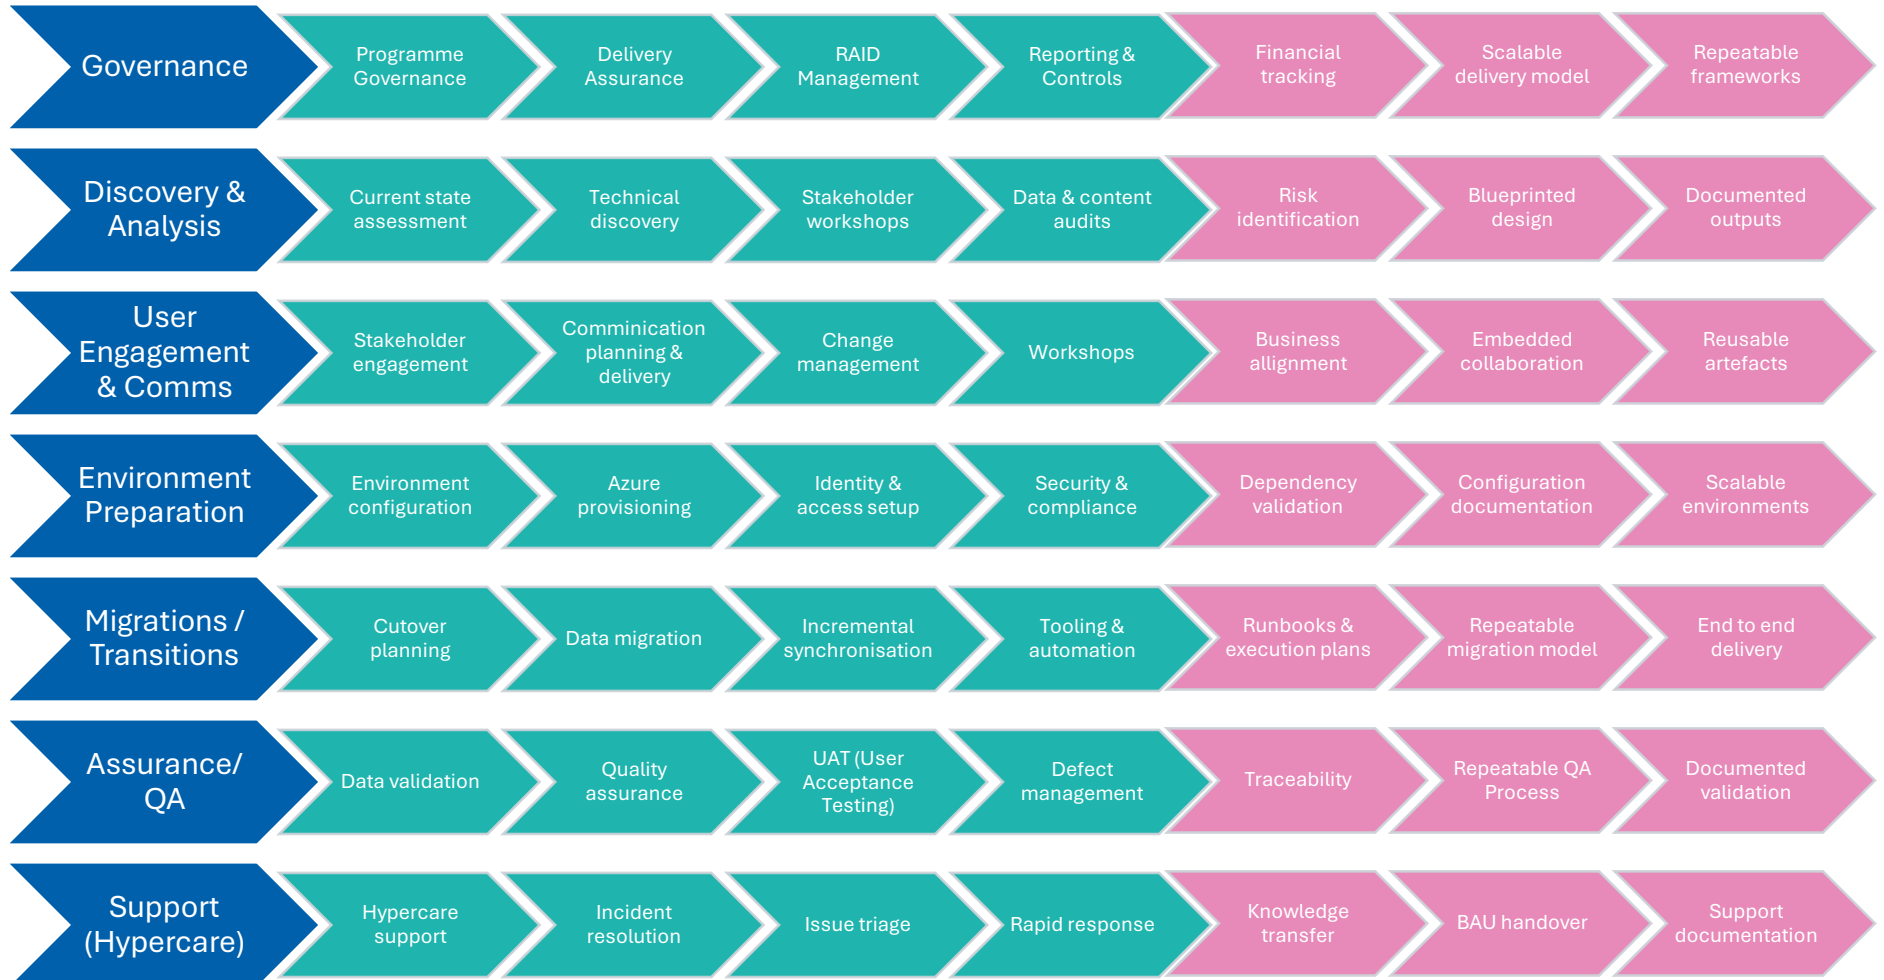 Governance
Programme
Governance
Delivery
Assurance
RAID
Management
Reporting &
Controls
Financial
tracking
Scalable
delivery model
Repeatable
frameworks
Discovery &
Analysis
Current state
assessment
Technical
discovery
Stakeholder
workshops
Data & content
audits
Risk
identification
Blueprinted
design
Documented
outputs
User
Engagement
& Comms
Stakeholder
engagement
Comminication
planning &
delivery
Change
management
Workshops
Business
allignment
Embedded
collaboration
Reusable
artefacts
Environment
Preparation
Environment
configuration
Azure
provisioning
Identity &
access setup
Security &
compliance
Dependency
validation
Configuration
documentation
Scalable
environments
Migrations /
Transitions
Cutover
planning
Data migration
Incremental
synchronisation
Tooling &
automation
Runbooks &
execution plans
Repeatable
migration model
End to end
delivery
Assurance/
QA
Data validation
Quality
assurance
UAT (User
Acceptance
Testing)
Defect
management
Traceability
Repeatable QA
Process
Documented
validation
Support
(Hypercare)
Hypercare
support
Incident
resolution
Issue triage
Rapid response
Knowledge
transfer
BAU handover
Support
documentation